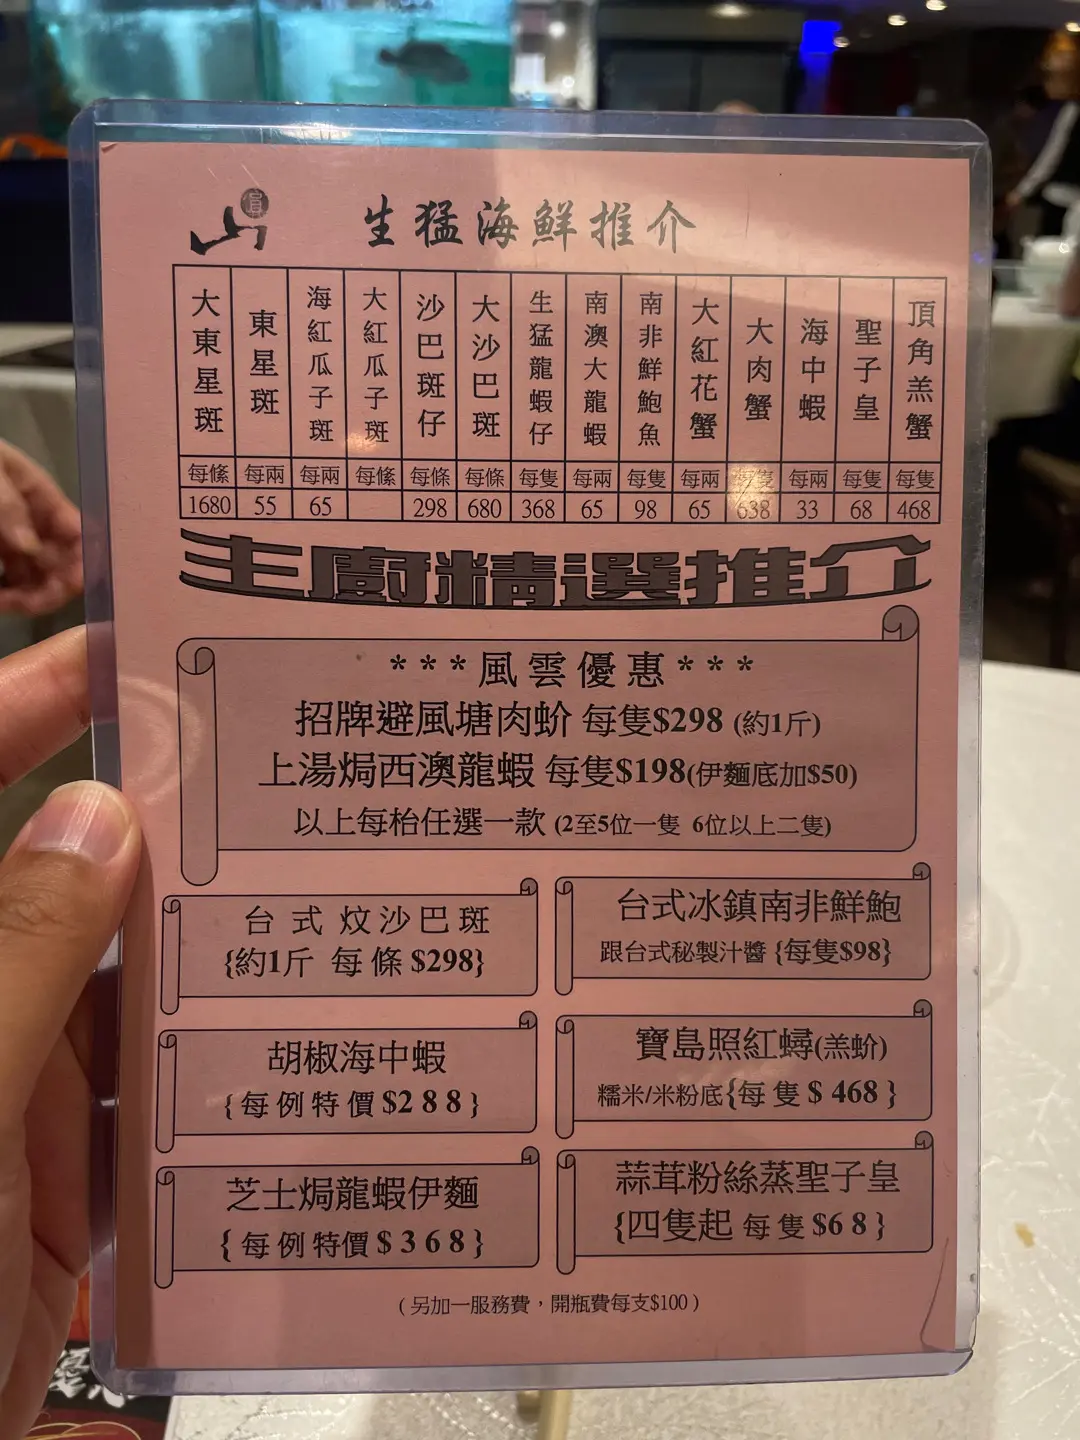 生猛海鮮推介
大東星斑 東星斑 海紅瓜子斑 大紅瓜子斑 沙巴斑仔 大沙巴斑 生猛龍蝦仔 南澳大龍蝦 南非鮮鮑魚 大紅花蟹 大肉蟹 海中蝦 聖子皇 頂角羔蟹
每條 每兩 每兩 每條 每條 每條 每隻 每兩 每隻 每兩 每隻 每兩 每隻 每隻
1680 55 65 298 680 368 65 98 65 638 33 68 468
主廚精選推介
***風雲優惠***
招牌避風塘肉蚧 每隻$298 (約1斤)
上湯焗西澳龍蝦 每隻$198(伊麵底加$50)
以上每枱任選一款 (2至5位一隻 6位以上二隻)
台式炆沙巴斑
{約1斤 每條 $298}
台式冰鎮南非鮮鮑
跟台式秘製汁醬 {每隻$98}
胡椒海中蝦
{每例特價 $288}
寶島照紅蟳(羔蚧)
糯米/米粉底{每隻 $ 468 }
芝士焗龍蝦伊麵
{ 每例特價 $ 3 6 8 }
蒜茸粉絲蒸聖子皇
{四隻起 每隻 $6 8 }
(另加一服務費，開瓶費每支$100)